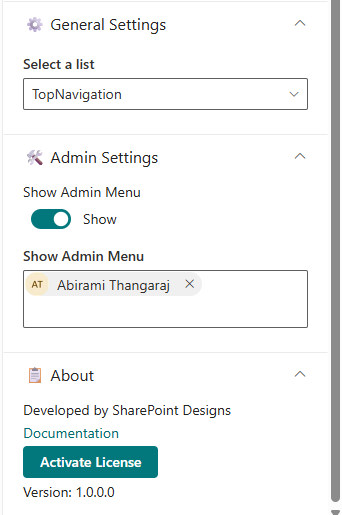 General Settings
Select a list
TopNavigation
Admin Settings
Show Admin Menu
Show
Show Admin Menu
AT Abirami Thangaraj
About
Developed by SharePoint Designs
Documentation
Activate License
Version: 1.0.0.0